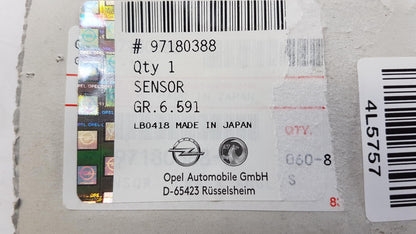 # 97180388
Qty 1
SENSOR
GR.6.591
LB0418 MADE IN JAPAN
QTY.
060-8
Opel Automobile GmbH
D-65423 Rüsselsheim
4L5757